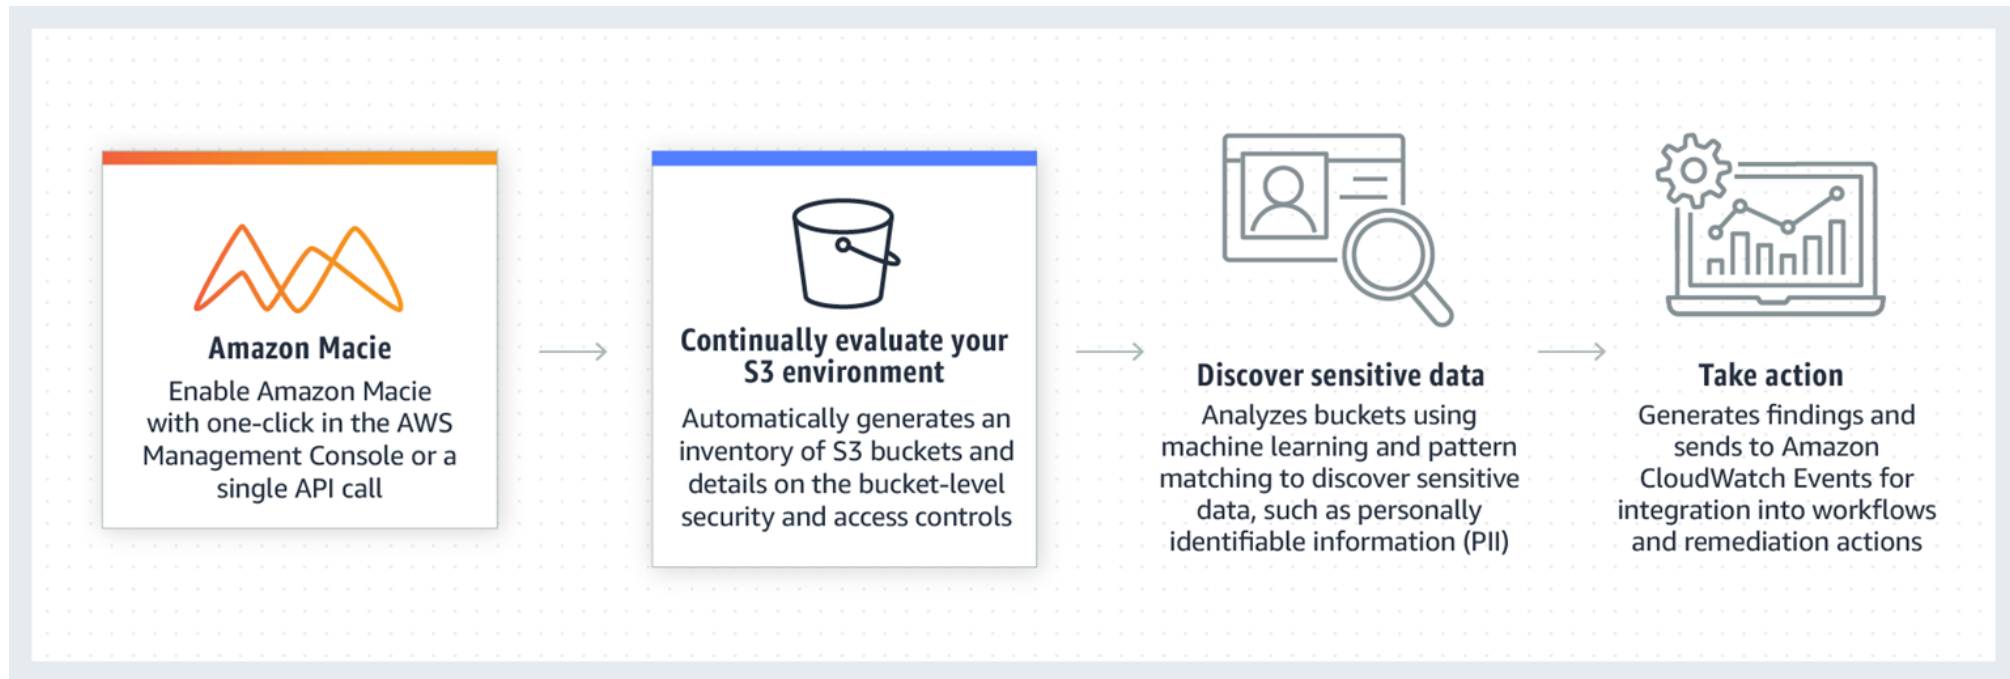 Amazon Macie
Enable Amazon Macie
with one-click in the AWS
Management Console or a
single API call
Continually evaluate your
S3 environment
Automatically generates an
inventory of S3 buckets and
details on the bucket-level
security and access controls
Discover sensitive data
Analyzes buckets using
machine learning and pattern
matching to discover sensitive
data, such as personally
identifiable information (PII)
Take action
Generates findings and
sends to Amazon
CloudWatch Events for
integration into workflows
and remediation actions